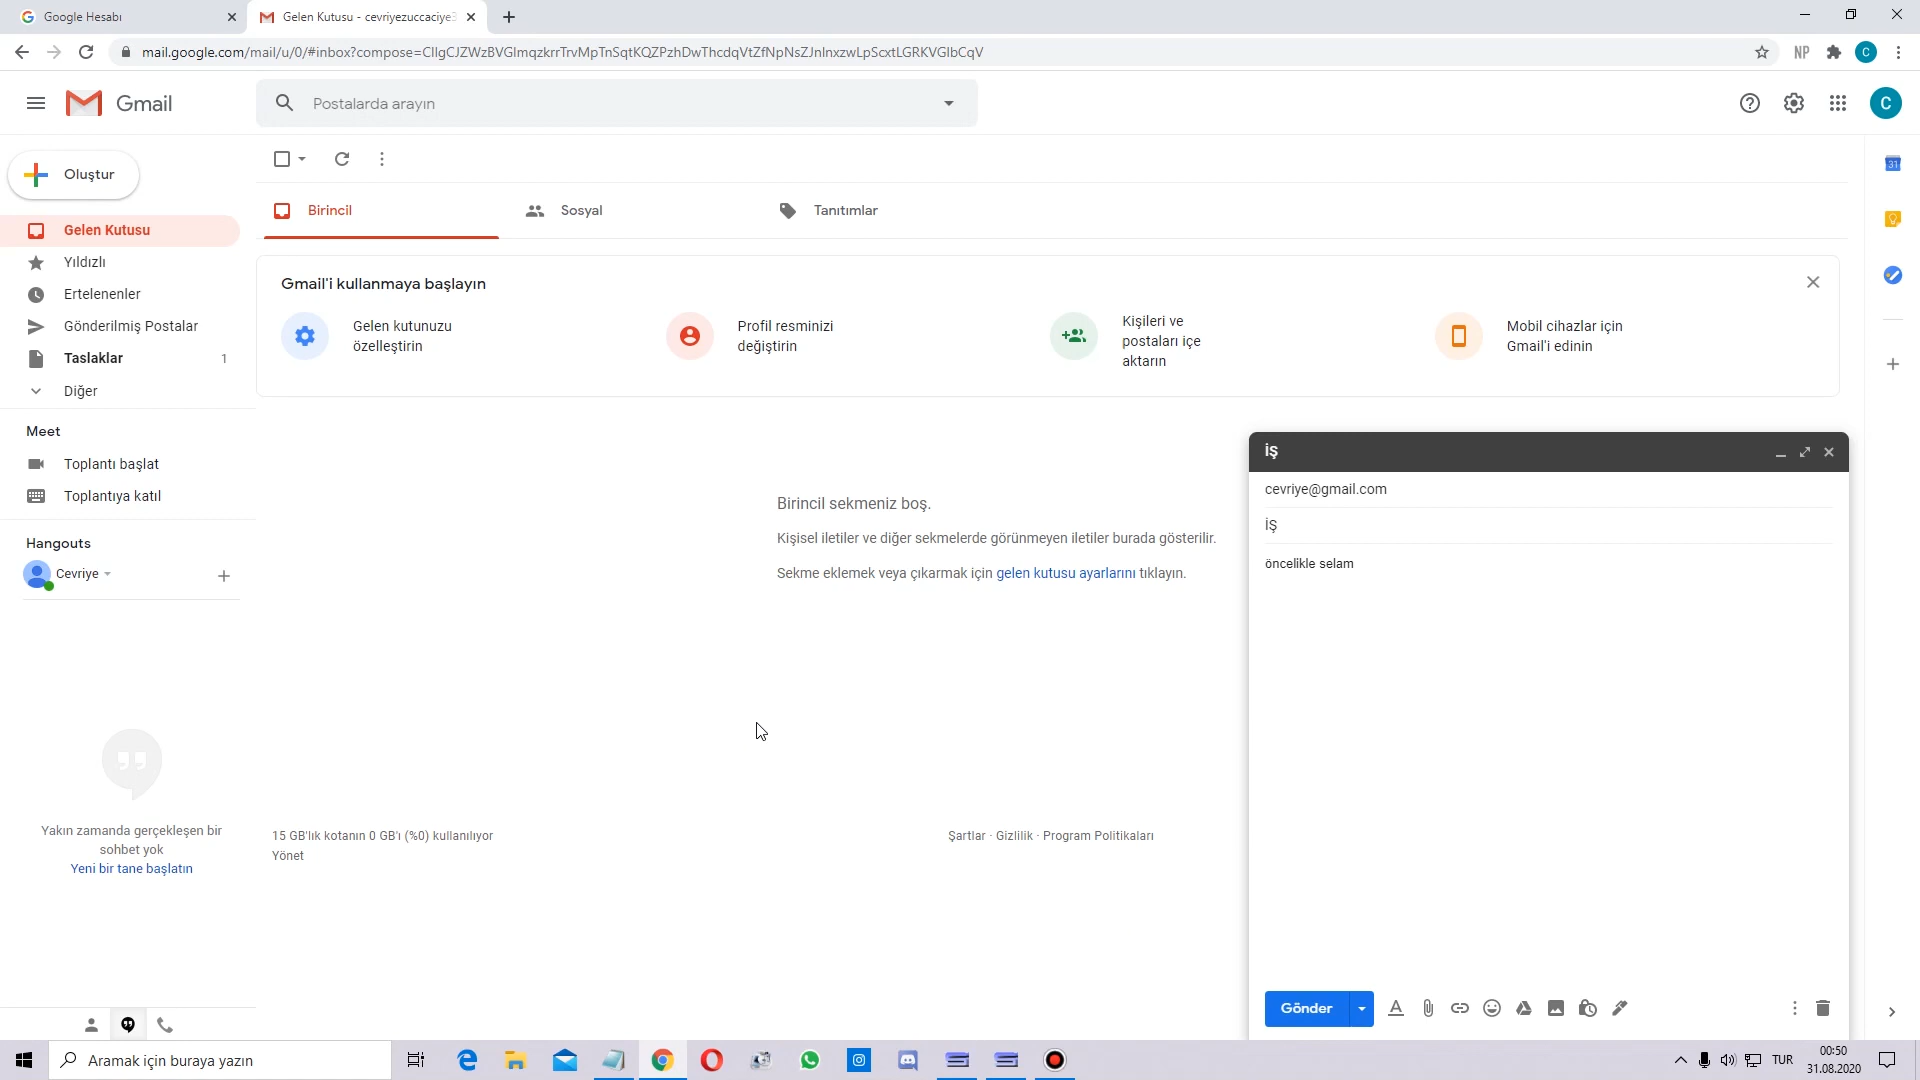 Google Hesabı
Gelen Kutusu - cevriyezuccaciye3
mail.google.com/mail/u/0/#inbox?compose=CllgCJZWzBVGlmqzkrrTrvMpTnSqtKQZPzhDwThcdqVtZfNpNsZJnlnxzwLpScxtLGRKVGlbCqV
NP
C
Gmail
Postalarda arayın
C
Oluştur
31
Birincil
Sosyal
Tanıtımlar
Gelen Kutusu
Yıldızlı
Ertelenenler
Gönderilmiş Postalar
Taslaklar 1
Diğer
Gmail'i kullanmaya başlayın
Gelen kutunuzu
özelleştirin
Profil resminizi
değiştirin
Kişileri ve
postaları içe
aktarın
Mobil cihazlar için
Gmail'i edinin
Meet
Toplantı başlat
Toplantıya katıl
Hangouts
Cevriye
Yakın zamanda gerçekleşen bir
sohbet yok
Yeni bir tane başlatın
Birincil sekmeniz boş.
Kişisel iletiler ve diğer sekmelerde görünmeyen iletiler burada gösterilir.
Sekme eklemek veya çıkarmak için gelen kutusu ayarlarını tıklayın.
15 GB'lık kotanın 0 GB'ı (%0) kullanılıyor
Yönet
Şartlar · Gizlilik · Program Politikaları
İŞ
cevriye@gmail.com
İŞ
öncelikle selam
Gönder
Aramak için buraya yazın
TUR
00:50
31.08.2020